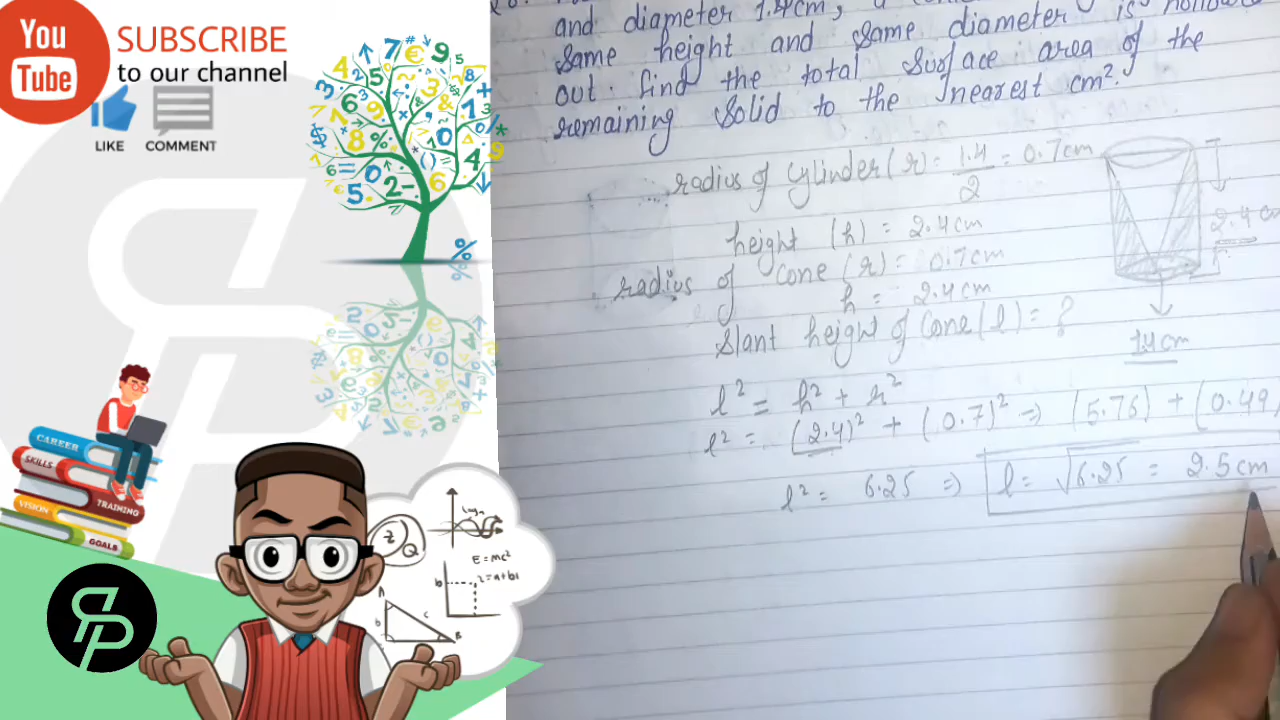 You
Tube
SUBSCRIBE
to our channel
LIKE COMMENT
CAREER
SKILLS
TRAINING
VISION
GOALS
E=mc²
and diameter 1.4cm, a
same height and same diameter is hollowed
out. find the total surface area of the
remaining solid to the nearest cm².
radius of cylinder (r) = 1.4/2 = 0.7cm
height (h) = 2.4cm
radius of cone (r) = 0.7cm
h = 2.4cm
Slant height of cone (l) = ?
2.4 cm
1.4 cm
l² = h² + r²
l² = (2.4)² + (0.7)² => (5.76) + (0.49)
l² = 6.25 => l = √6.25 = 2.5cm